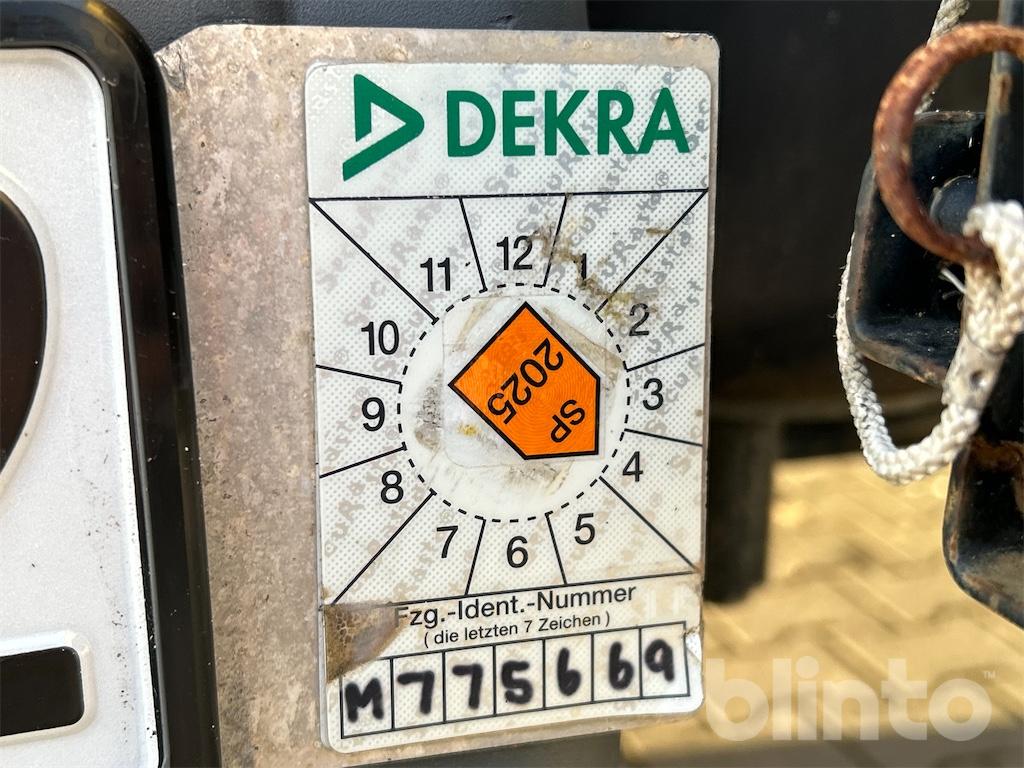 DEKRA
12
11
1
10
2
9
3
8
4
7
6
5
SP
2025
Fzg.-Ident.-Nummer
( die letzten 7 Zeichen )
M775669
blinto™